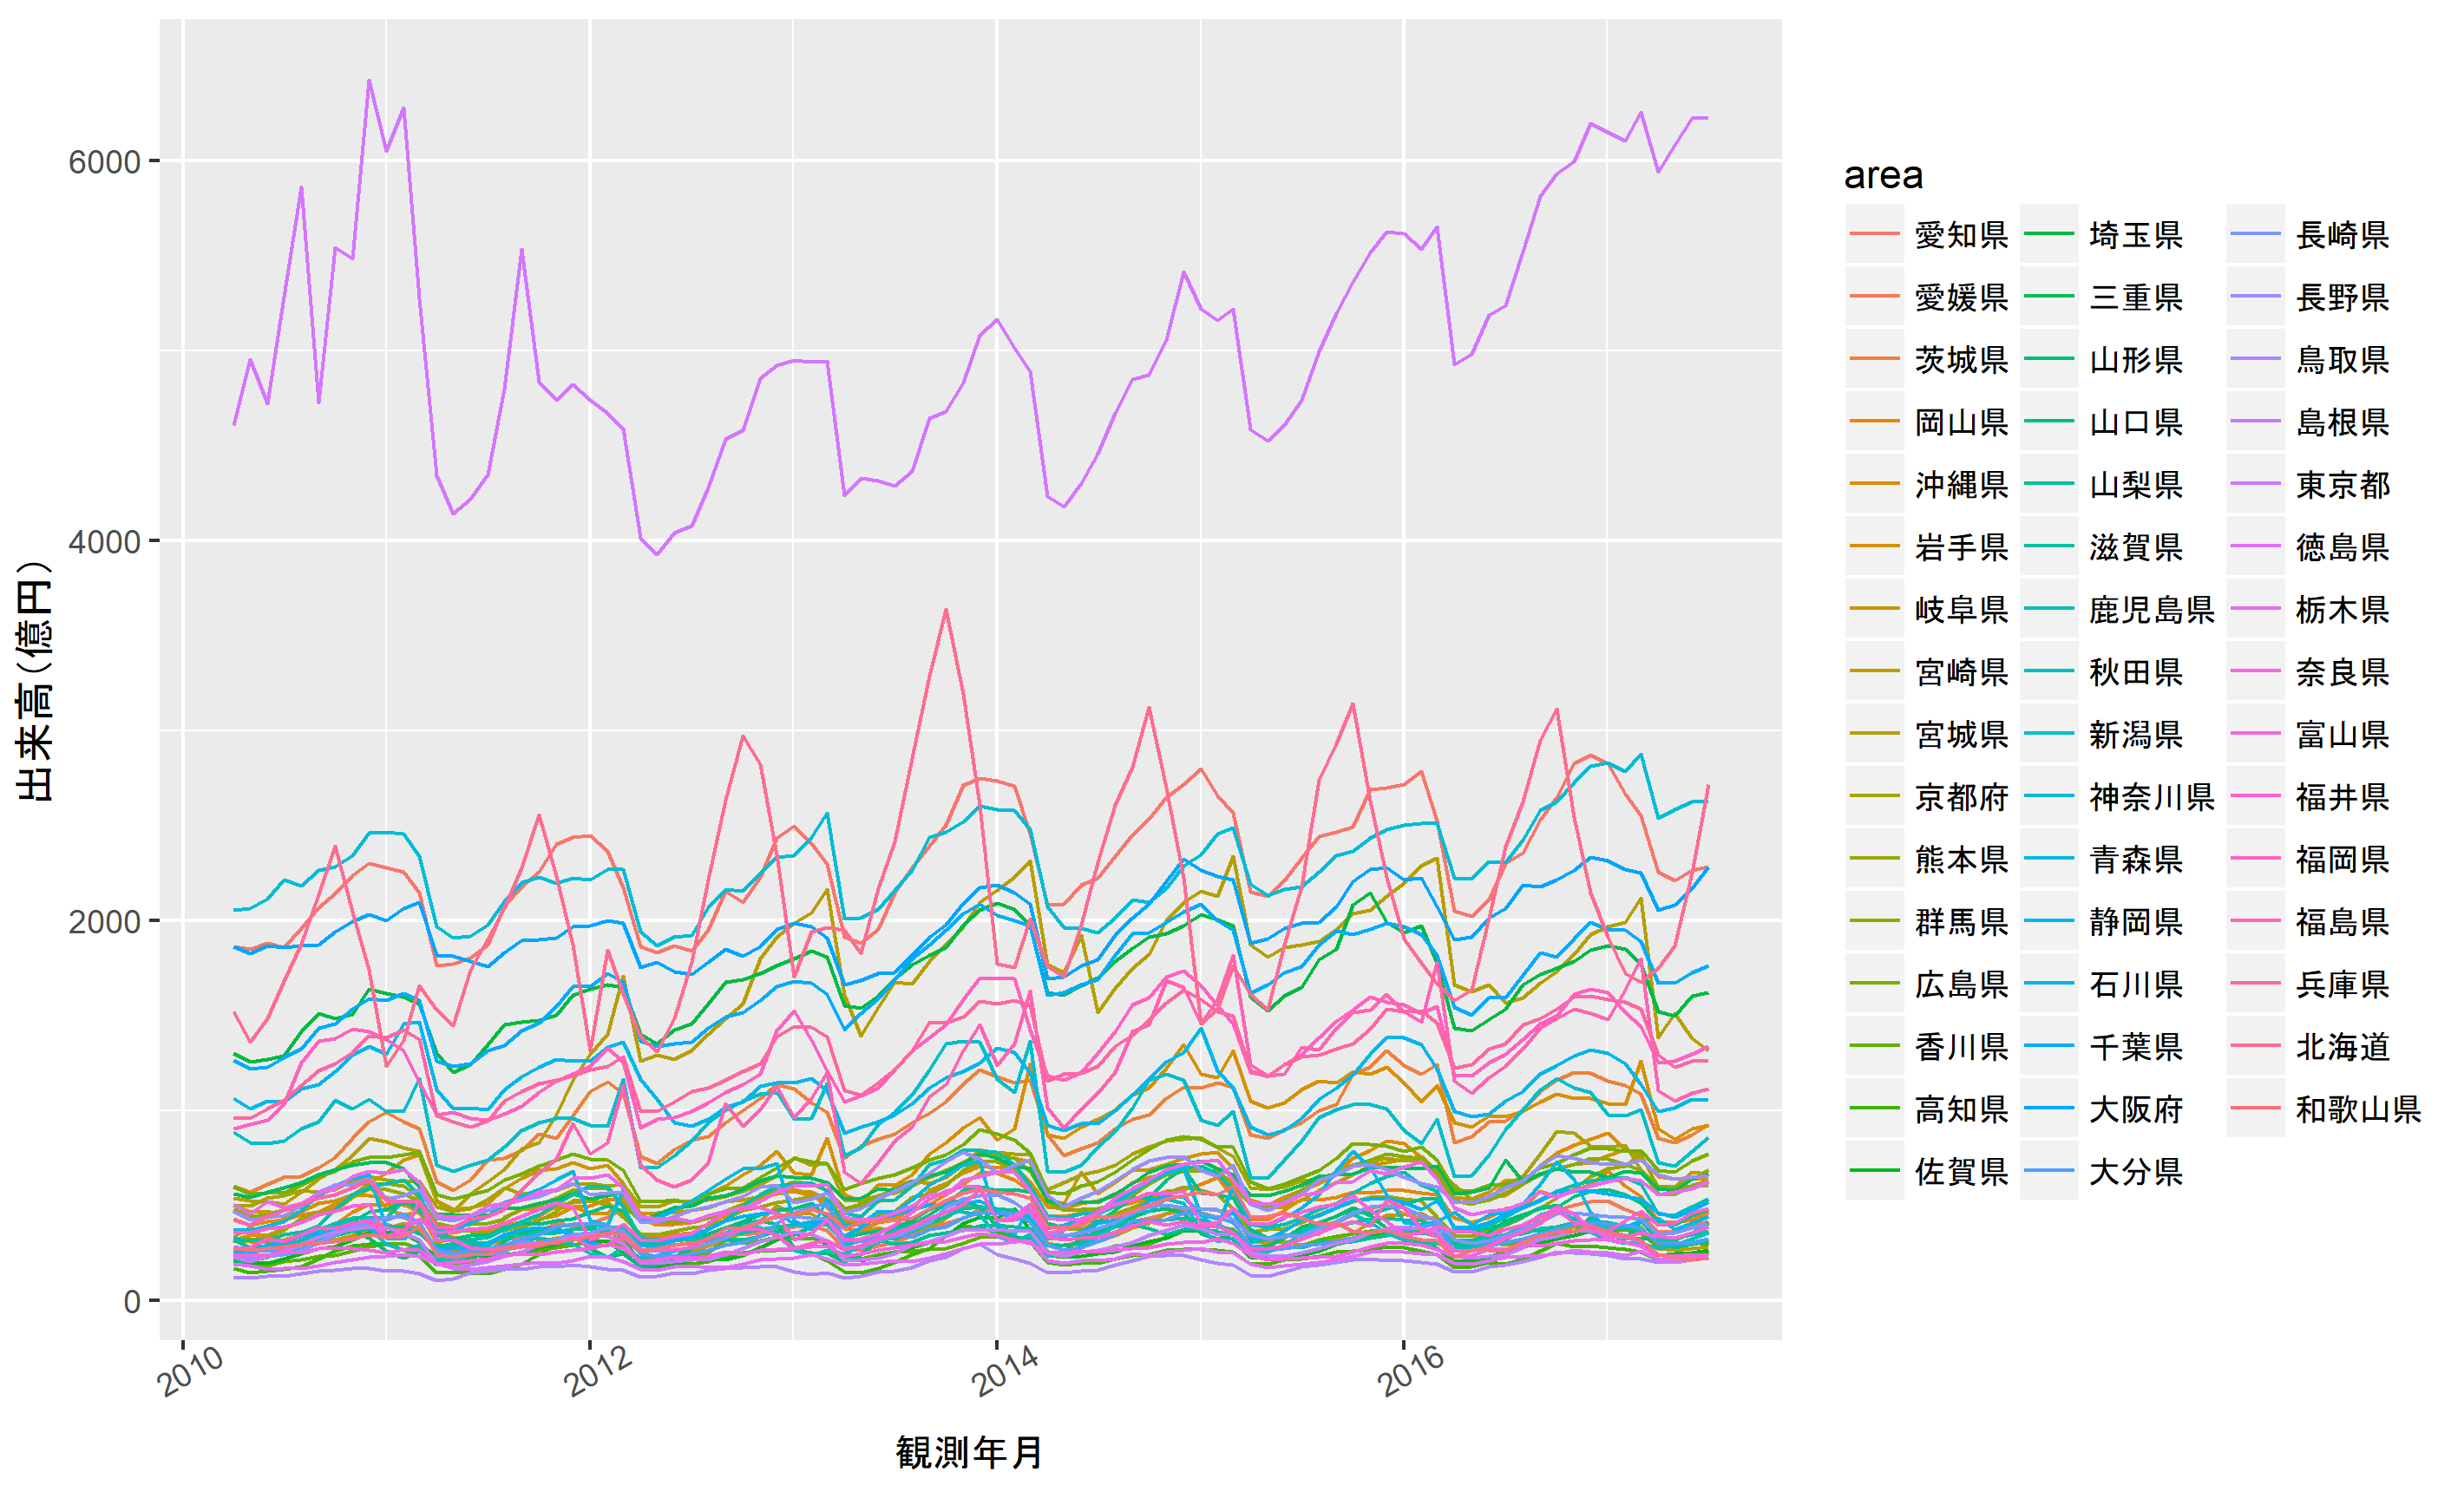 出来高(億円)
6000
4000
2000
0
2010
2012
2014
2016
観測年月
area
愛知県
愛媛県
茨城県
岡山県
沖縄県
岩手県
岐阜県
宮崎県
宮城県
京都府
熊本県
群馬県
広島県
香川県
高知県
佐賀県
埼玉県
三重県
山形県
山口県
山梨県
滋賀県
鹿児島県
秋田県
新潟県
神奈川県
青森県
静岡県
石川県
千葉県
大阪府
大分県
長崎県
長野県
鳥取県
島根県
東京都
徳島県
栃木県
奈良県
富山県
福井県
福岡県
福島県
兵庫県
北海道
和歌山県